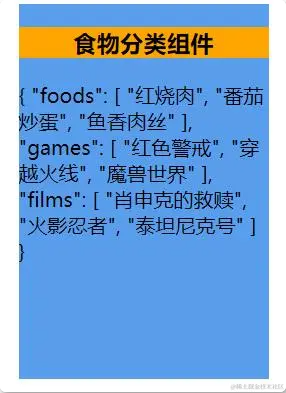 食物分类组件
{ "foods": [ "红烧肉", "番茄
炒蛋", "鱼香肉丝" ],
"games": [ "红色警戒", "穿
越火线", "魔兽世界" ],
"films": [ "肖申克的救赎",
"火影忍者", "泰坦尼克号" ]
}
@稀土掘金技术社区